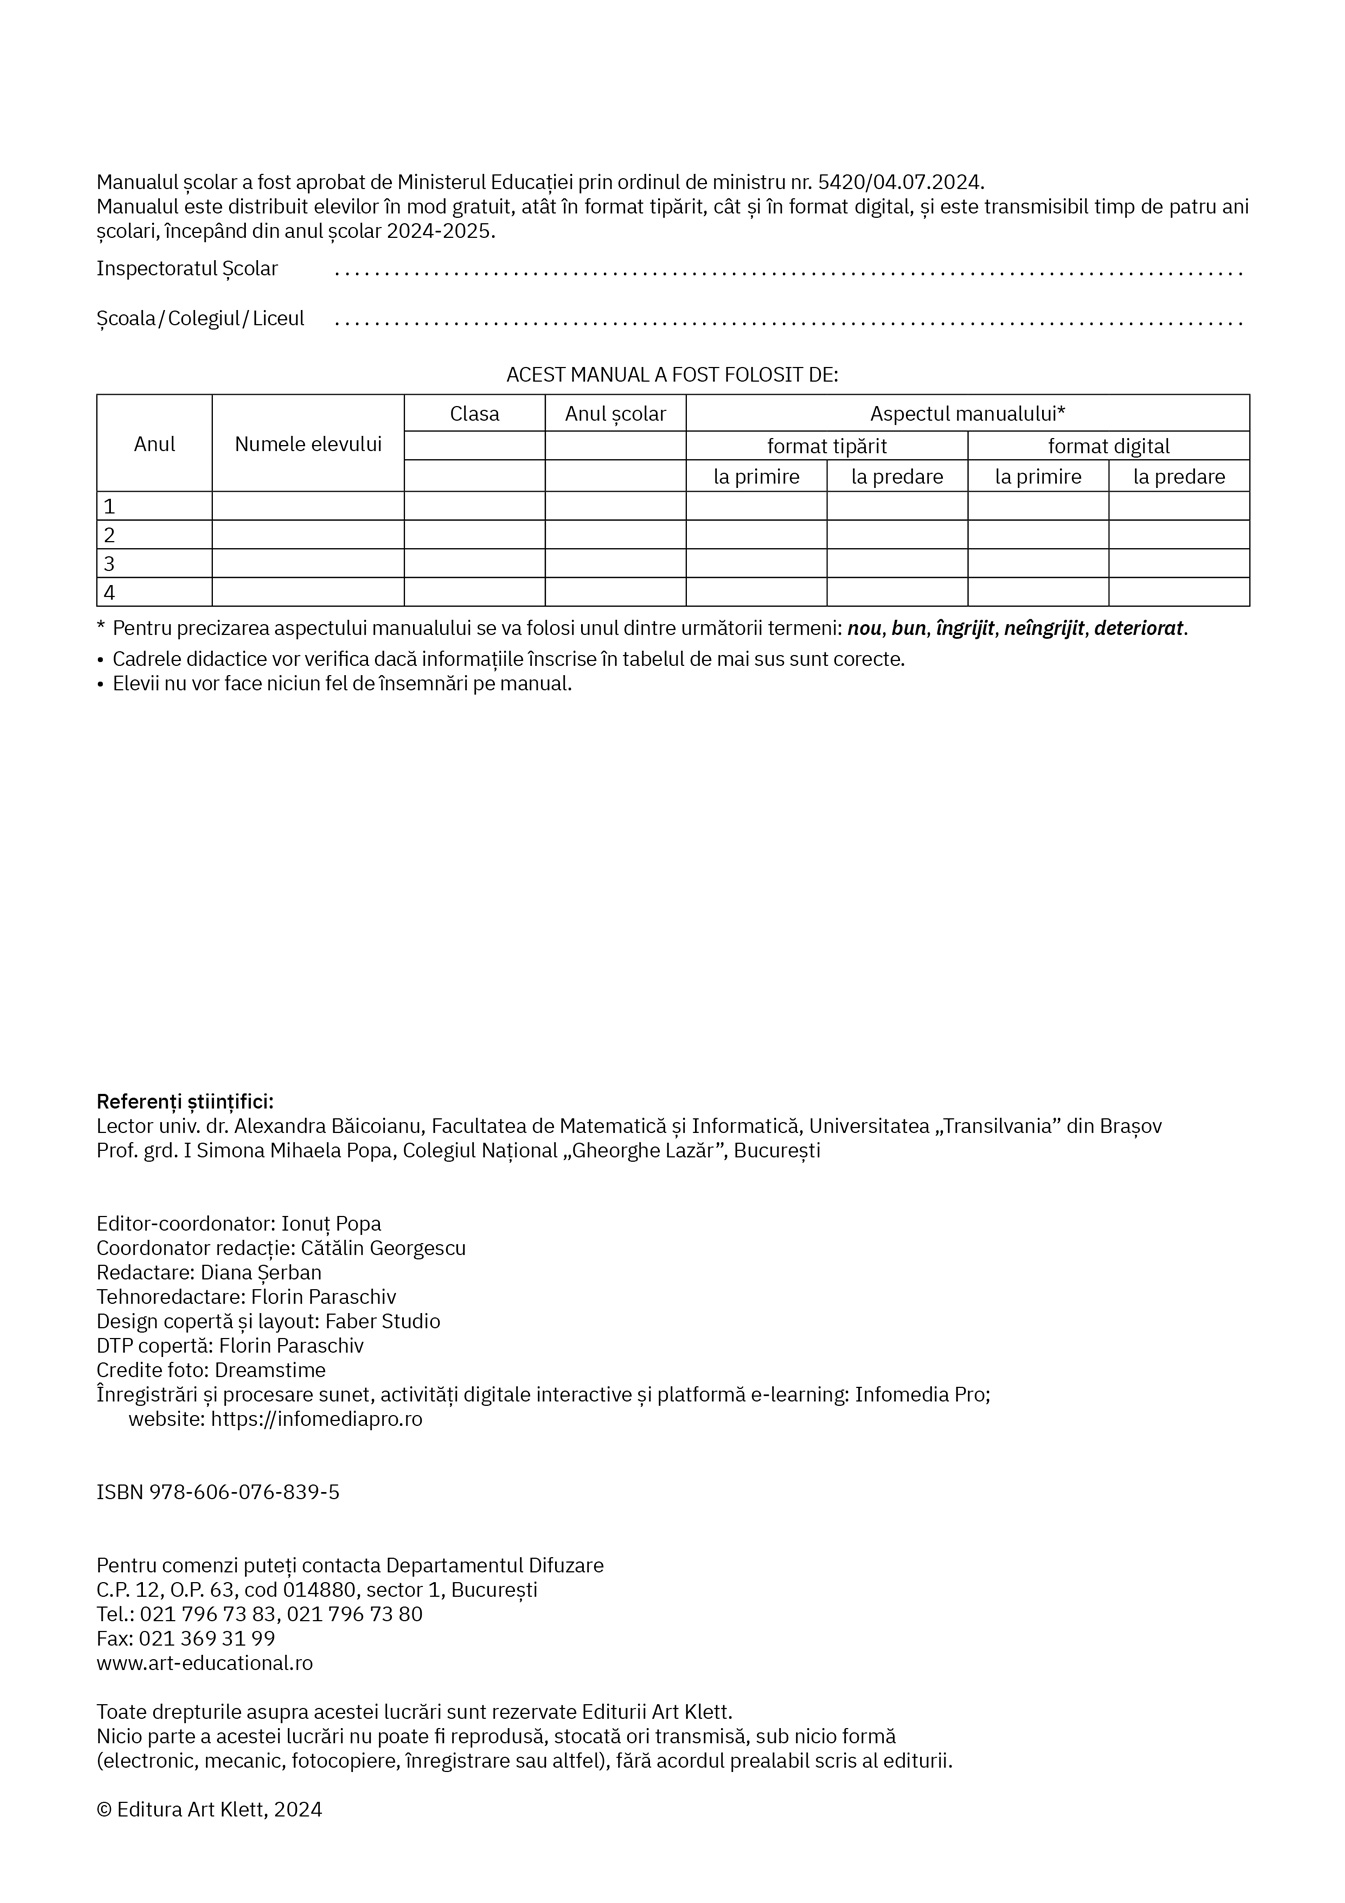 Manualul școlar a fost aprobat de Ministerul Educației prin ordinul de ministru nr. 5420/04.07.2024.
Manualul este distribuit elevilor în mod gratuit, atât în format tipărit, cât și în format digital, și este transmisibil timp de patru ani
școlari, începând din anul școlar 2024-2025.
Inspectoratul Școlar ............................................................................................
Școala / Colegiul / Liceul ............................................................................................
ACEST MANUAL A FOST FOLOSIT DE:
Anul Numele elevului Clasa Anul școlar Aspectul manualului*
format tipărit format digital
la primire la predare la primire la predare
1
2
3
4
* Pentru precizarea aspectului manualului se va folosi unul dintre următorii termeni: nou, bun, îngrijit, neîngrijit, deteriorat.
• Cadrele didactice vor verifica dacă informațiile înscrise în tabelul de mai sus sunt corecte.
• Elevii nu vor face niciun fel de însemnări pe manual.
Referenți științifici:
Lector univ. dr. Alexandra Băicoianu, Facultatea de Matematică și Informatică, Universitatea „Transilvania” din Brașov
Prof. grd. I Simona Mihaela Popa, Colegiul Național „Gheorghe Lazăr”, București
Editor-coordonator: Ionuț Popa
Coordonator redacție: Cătălin Georgescu
Redactare: Diana Șerban
Tehnoredactare: Florin Paraschiv
Design copertă și layout: Faber Studio
DTP copertă: Florin Paraschiv
Credite foto: Dreamstime
Înregistrări și procesare sunet, activități digitale interactive și platformă e-learning: Infomedia Pro;
website: https://infomediapro.ro
ISBN 978-606-076-839-5
Pentru comenzi puteți contacta Departamentul Difuzare
C.P. 12, O.P. 63, cod 014880, sector 1, București
Tel.: 021 796 73 83, 021 796 73 80
Fax: 021 369 31 99
www.art-educational.ro
Toate drepturile asupra acestei lucrări sunt rezervate Editurii Art Klett.
Nicio parte a acestei lucrări nu poate fi reprodusă, stocată ori transmisă, sub nicio formă
(electronic, mecanic, fotocopiere, înregistrare sau altfel), fără acordul prealabil scris al editurii.
© Editura Art Klett, 2024